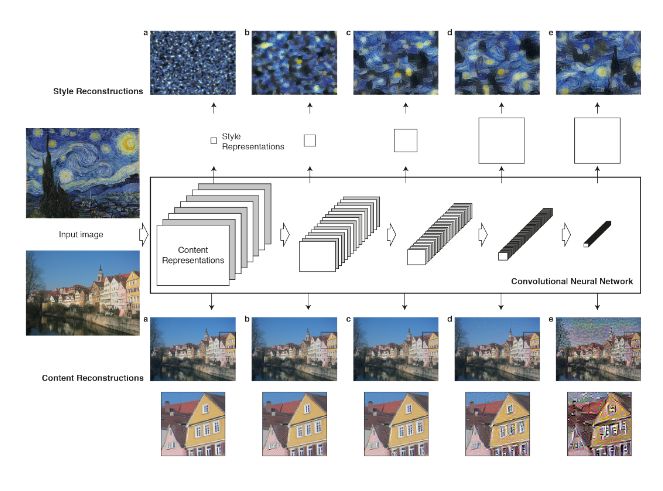 a b c d e
Style Reconstructions
Style
Representations
Input image
Content
Representations
Convolutional Neural Network
a b c d e
Content Reconstructions